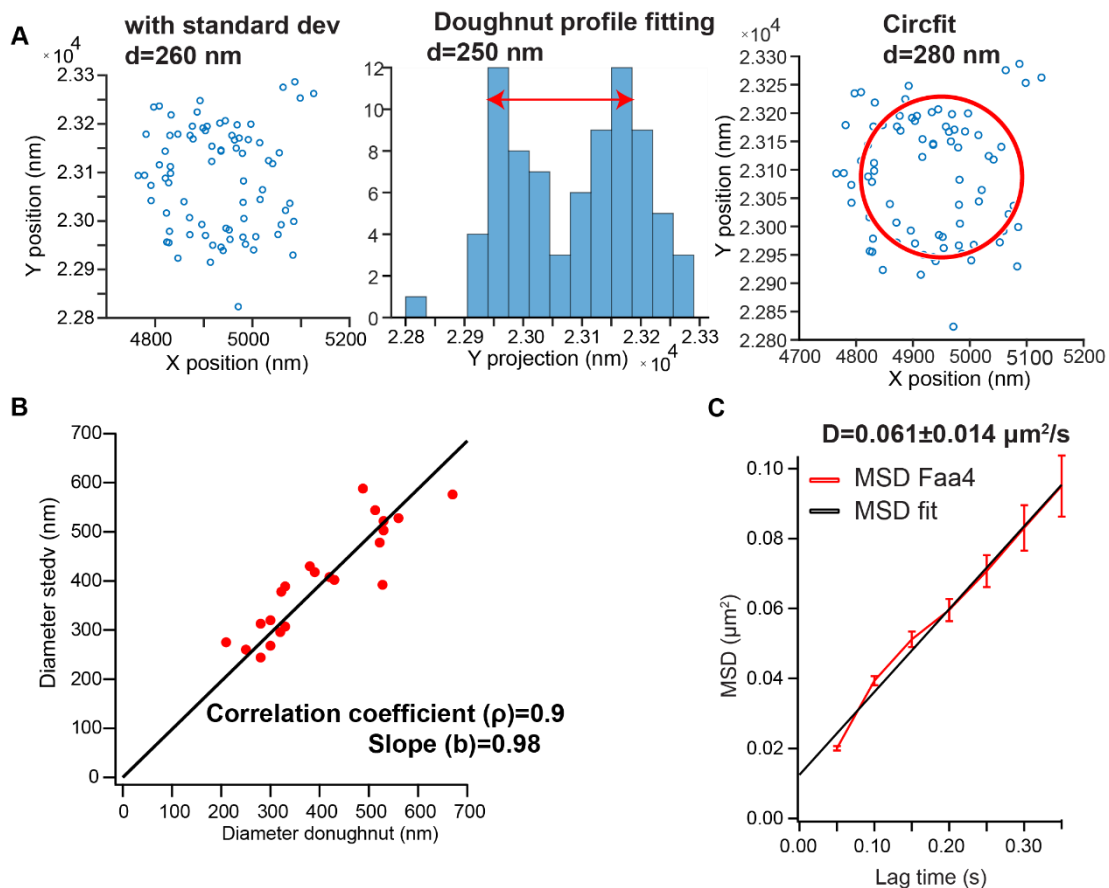 A
with standard dev
d=260 nm
× 10⁴
2.33
2.32
2.31
2.30
2.29
2.28
Y position (nm)
4800
5000
5200
X position (nm)
Doughnut profile fitting
d=250 nm
12
10
8
6
4
2
0
2.28
2.29
2.30
2.31
2.32
2.33
Y projection (nm)
× 10⁴
Circfit
d=280 nm
× 10⁴
2.330
2.325
2.320
2.315
2.310
2.305
2.300
2.295
2.290
2.285
2.280
Y position (nm)
4700
4800
4900
5000
5100
5200
X position (nm)
B
700
600
500
400
300
200
100
0
Diameter stedv (nm)
Correlation coefficient (ρ)=0.9
Slope (b)=0.98
0
100
200
300
400
500
600
700
Diameter donughnut (nm)
C
D=0.061±0.014 µm²/s
MSD Faa4
MSD fit
0.10
0.08
0.06
0.04
0.02
0.00
MSD (µm²)
0.00
0.10
0.20
0.30
Lag time (s)